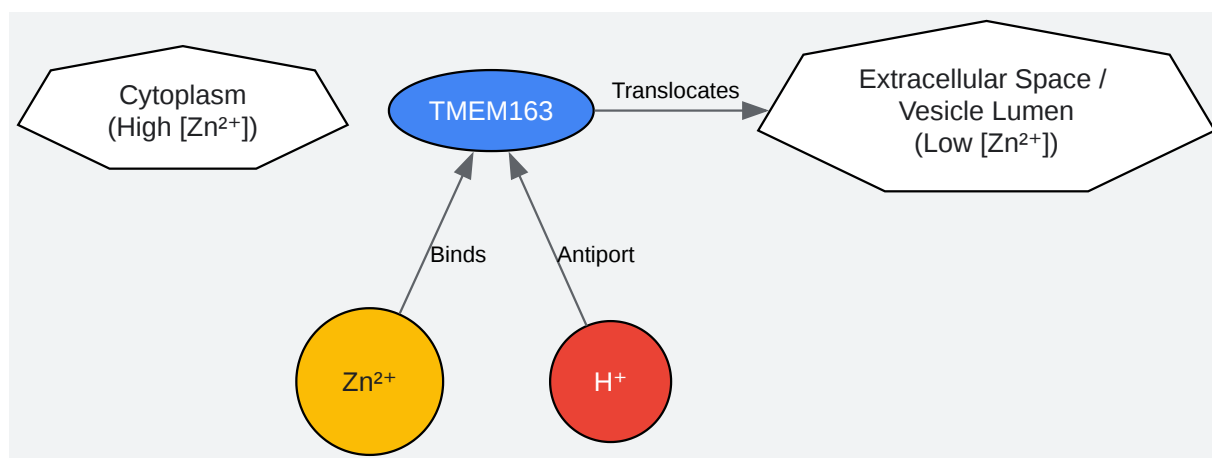 Cytoplasm
(High [Zn²⁺])
TMEM163
Translocates
Extracellular Space /
Vesicle Lumen
(Low [Zn²⁺])
Binds
Antiport
Zn²⁺
H⁺